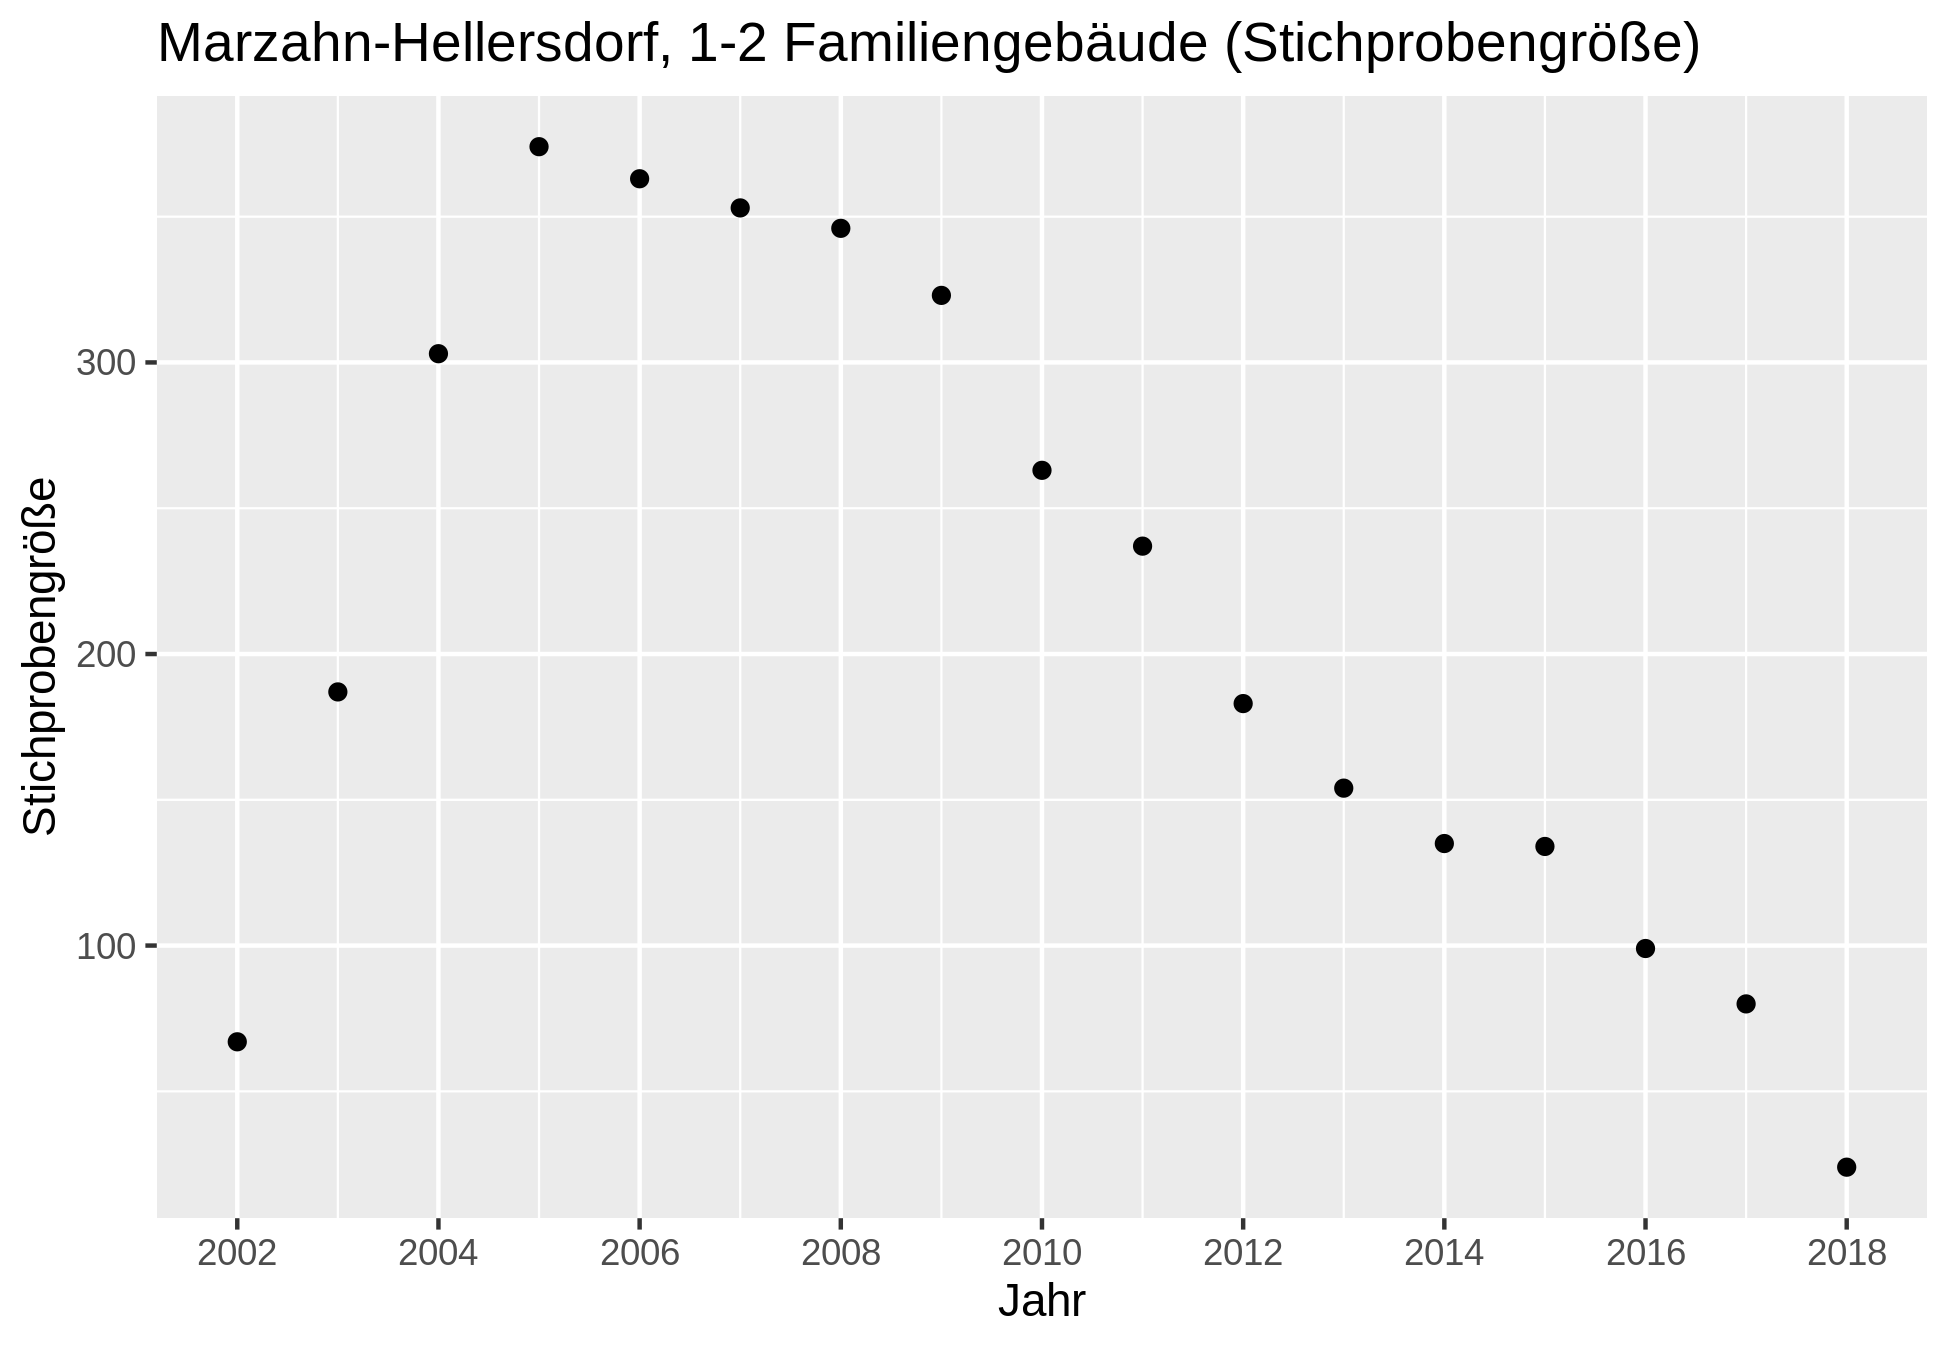 Marzahn-Hellersdorf, 1-2 Familiengebäude (Stichprobengröße)
Stichprobengröße
300
200
100
2002 2004 2006 2008 2010 2012 2014 2016 2018
Jahr